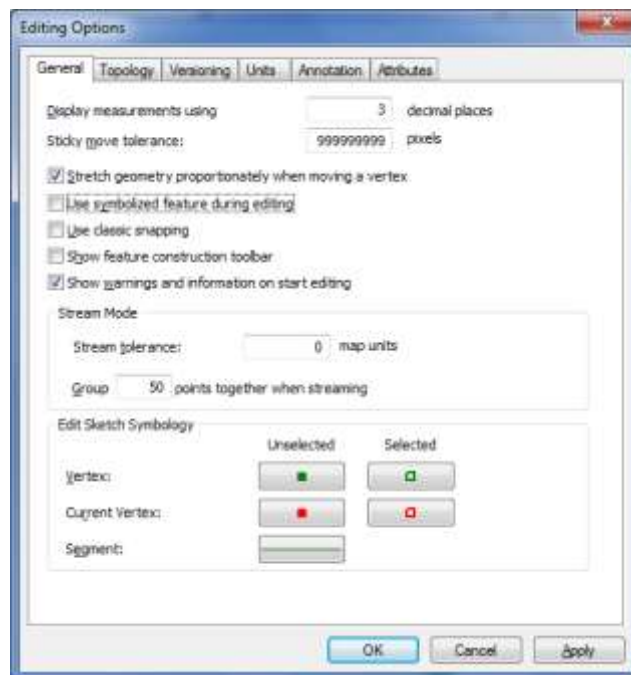 Editing Options
General Topology Versioning Units Annotation Attributes
Display measurements using 3 decimal places
Sticky move tolerance: 999999999 pixels
Stretch geometry proportionately when moving a vertex
Use symbolized feature during editing
Use classic snapping
Show feature construction toolbar
Show warnings and information on start editing
Stream Mode
Stream tolerance: 0 map units
Group 50 points together when streaming
Edit Sketch Symbology
Unselected Selected
Vertex:
Current Vertex:
Segment:
OK Cancel Apply